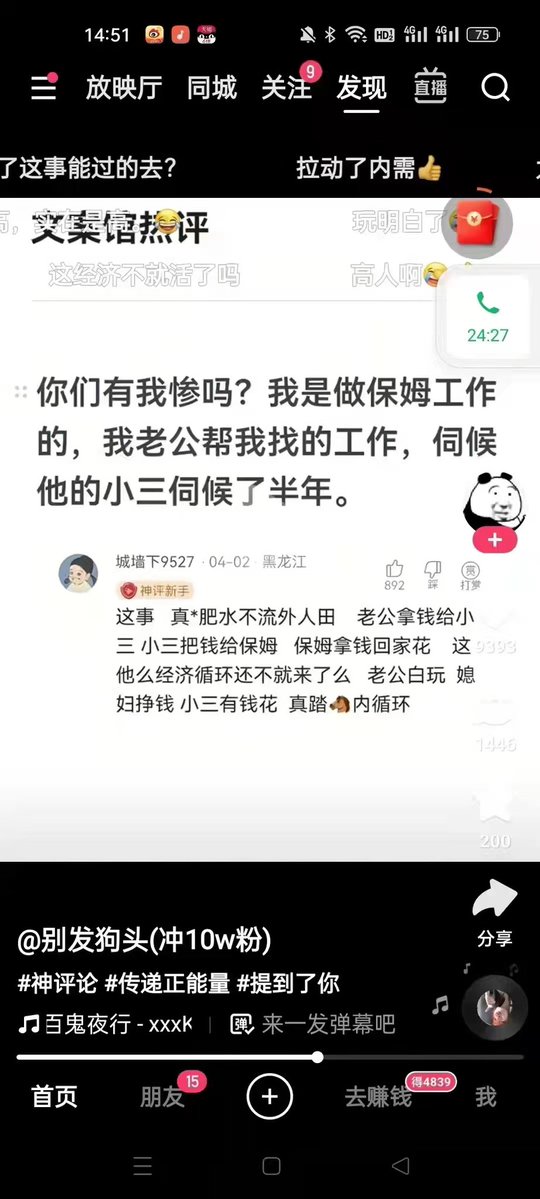 14:51
HD
4G
4G
75
放映厅 同城 关注 发现 直播
9
了这事能过的去？ 拉动了内需👍
高，实在是高。😂 玩明白了
文案馆热评
这经济不就活了吗 高人啊😂
24:27
你们有我惨吗？我是做保姆工作
的，我老公帮我找的工作，伺候
他的小三伺候了半年。
城墙下9527 · 04-02 黑龙江
892 踩 打赏
神评新手
这事 真*肥水不流外人田 老公拿钱给小
三 小三把钱给保姆 保姆拿钱回家花 这
他么经济循环还不就来了么 老公白玩 媳
妇挣钱 小三有钱花 真踏🐴内循环
9393
1446
200
分享
@别发狗头(冲10w粉)
#神评论 #传递正能量 #提到了你
百鬼夜行 - xxxK 弹 来一发弹幕吧
首页 朋友 15 去赚钱 得4839 我